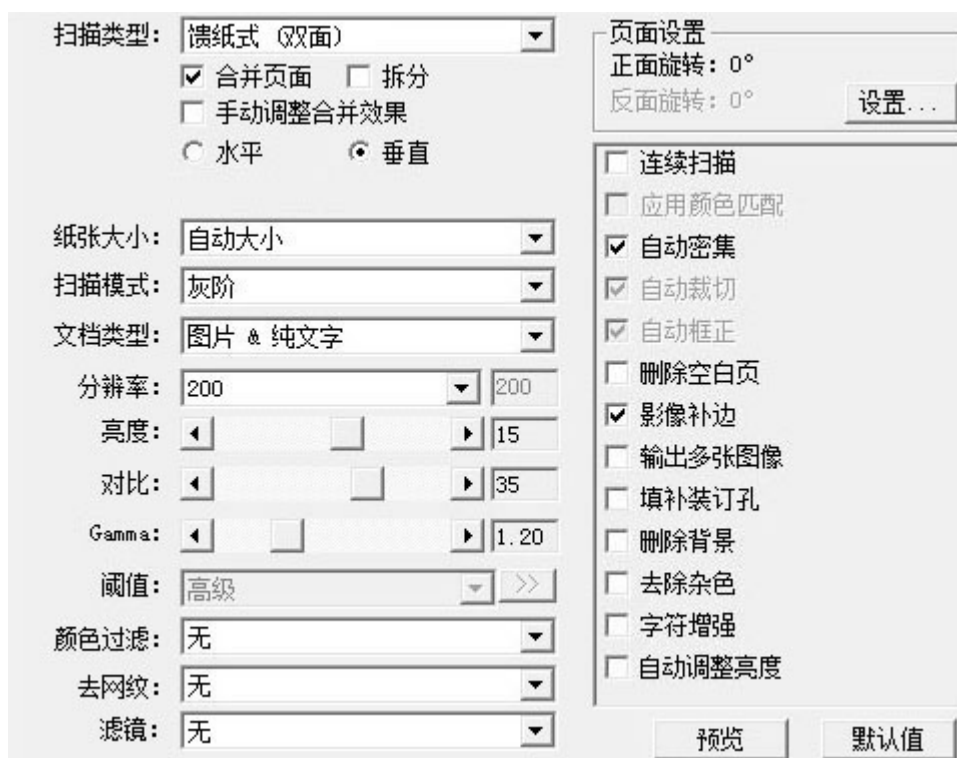 扫描类型: 馈纸式 (双面)
合并页面 拆分
手动调整合并效果
水平 垂直
纸张大小: 自动大小
扫描模式: 灰阶
文档类型: 图片 & 纯文字
分辨率: 200 200
亮度: 15
对比: 35
Gamma: 1.20
阈值: 高级 >>
颜色过滤: 无
去网纹: 无
滤镜: 无
页面设置
正面旋转: 0°
反面旋转: 0° 设置...
连续扫描
应用颜色匹配
自动密集
自动裁切
自动框正
删除空白页
影像补边
输出多张图像
填补装订孔
删除背景
去除杂色
字符增强
自动调整亮度
预览 默认值